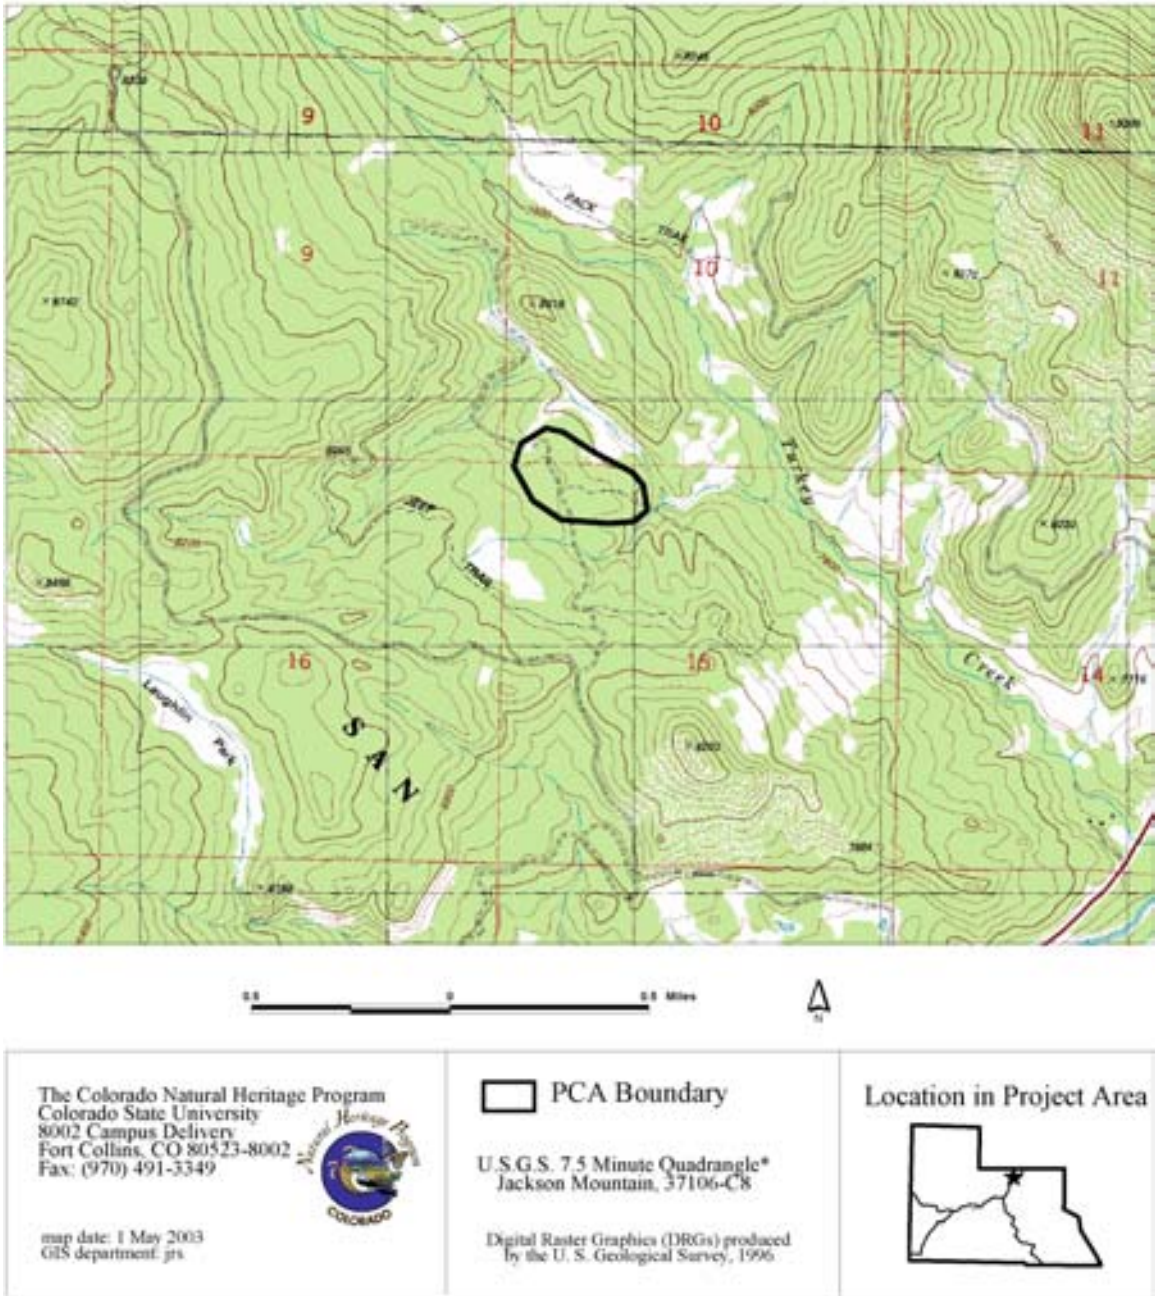 9
10
11
PACK
TRAIL
9
10
11
Turkey
JEEP
TRAIL
16
15
14
Creek
Laughlin
Park
SAN
0.5 0 0.5 Miles
N
The Colorado Natural Heritage Program
Colorado State University
8002 Campus Delivery
Fort Collins, CO 80523-8002
Fax: (970) 491-3349
Natural Heritage Program
COLORADO
map date: 1 May 2003
GIS department: jrs
PCA Boundary
U.S.G.S. 7.5 Minute Quadrangle*
Jackson Mountain, 37106-C8
Digital Raster Graphics (DRGs) produced
by the U. S. Geological Survey, 1996
Location in Project Area